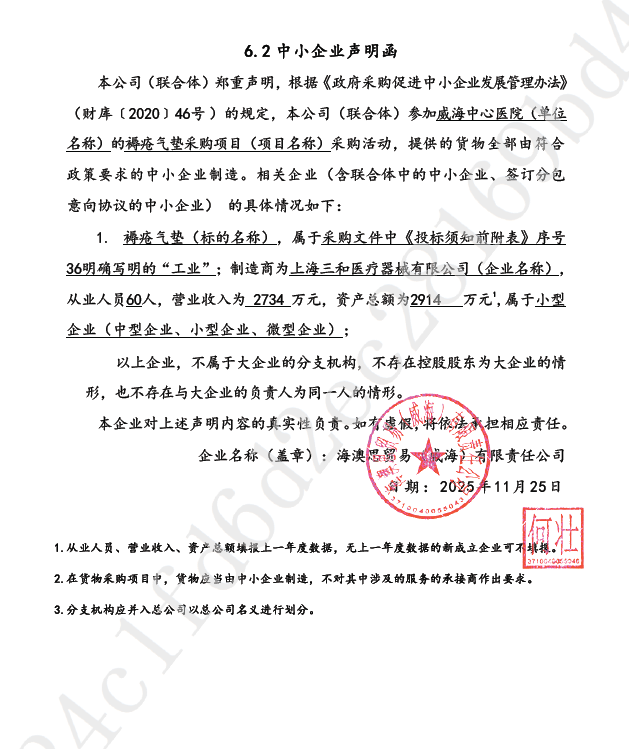 6.2中小企业声明函
本公司（联合体）郑重声明，根据《政府采购促进中小企业发展管理办法》
（财库〔2020〕46号 ）的规定，本公司（联合体）参加威海中心医院（单位
名称）的褥疮气垫采购项目（项目名称）采购活动，提供的货物全部由符合
政策要求的中小企业制造。相关企业（含联合体中的中小企业、签订分包
意向协议的中小企业） 的具体情况如下：
1. 褥疮气垫（标的名称），属于采购文件中《投标须知前附表》序号
36明确写明的“工业”；制造商为上海三和医疗器械有限公司（企业名称），
从业人员60人，营业收入为 2734 万元，资产总额为2914 万元¹,属于小型
企业（中型企业、小型企业、微型企业）；
以上企业，不属于大企业的分支机构，不存在控股股东为大企业的情
形，也不存在与大企业的负责人为同一人的情形。
本企业对上述声明内容的真实性负责。如有虚假，将依法承担相应责任。
企业名称（盖章）：海澳思贸易（威海）有限责任公司
日期：2025年11月25日
何壮
1.从业人员、营业收入、资产总额填报上一年度数据，无上一年度数据的新成立企业可不填报。
2.在货物采购项目中，货物应当由中小企业制造，不对其中涉及的服务的承接商作出要求。
3.分支机构应并入总公司以总公司名义进行划分。